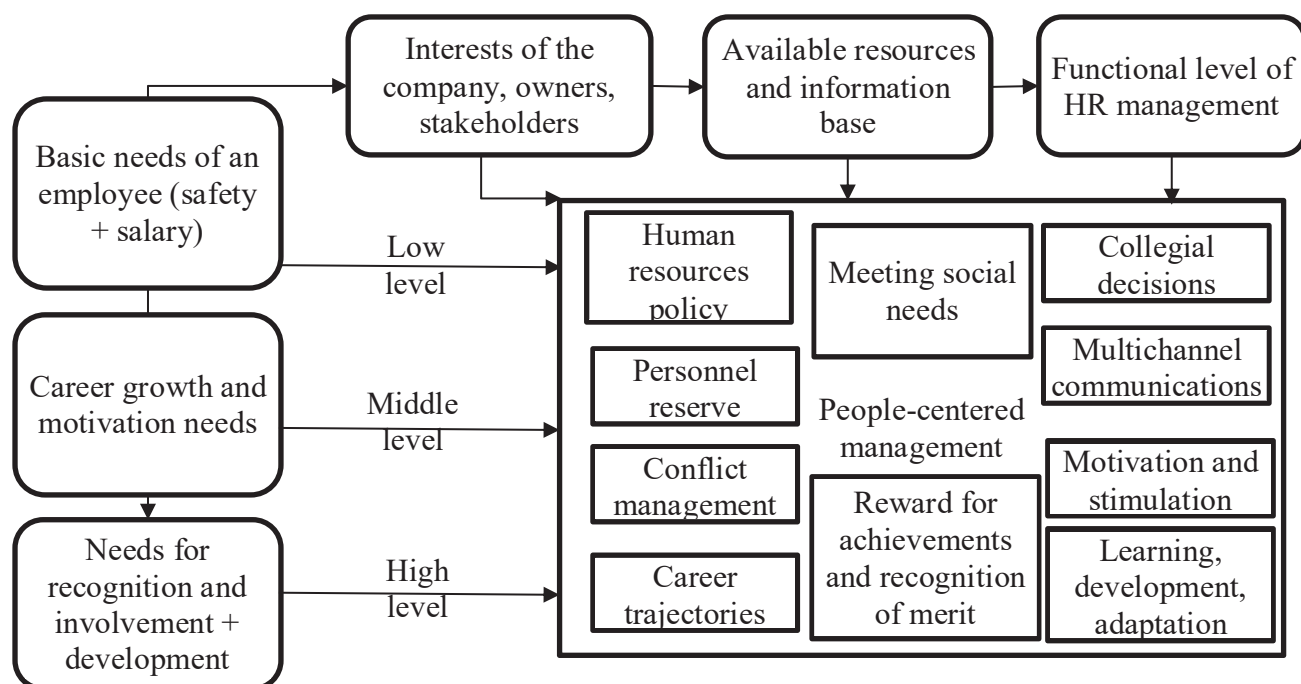 Interests of the
company, owners,
stakeholders
Available resources
and information
base
Functional level of
HR management
Basic needs of an
employee (safety
+ salary)
Low
level
Career growth and
motivation needs
Middle
level
Needs for
recognition and
involvement +
development
High
level
Human
resources
policy
Personnel
reserve
Conflict
management
Career
trajectories
Meeting social
needs
People-centered
management
Reward for
achievements
and recognition
of merit
Collegial
decisions
Multichannel
communications
Motivation and
stimulation
Learning,
development,
adaptation